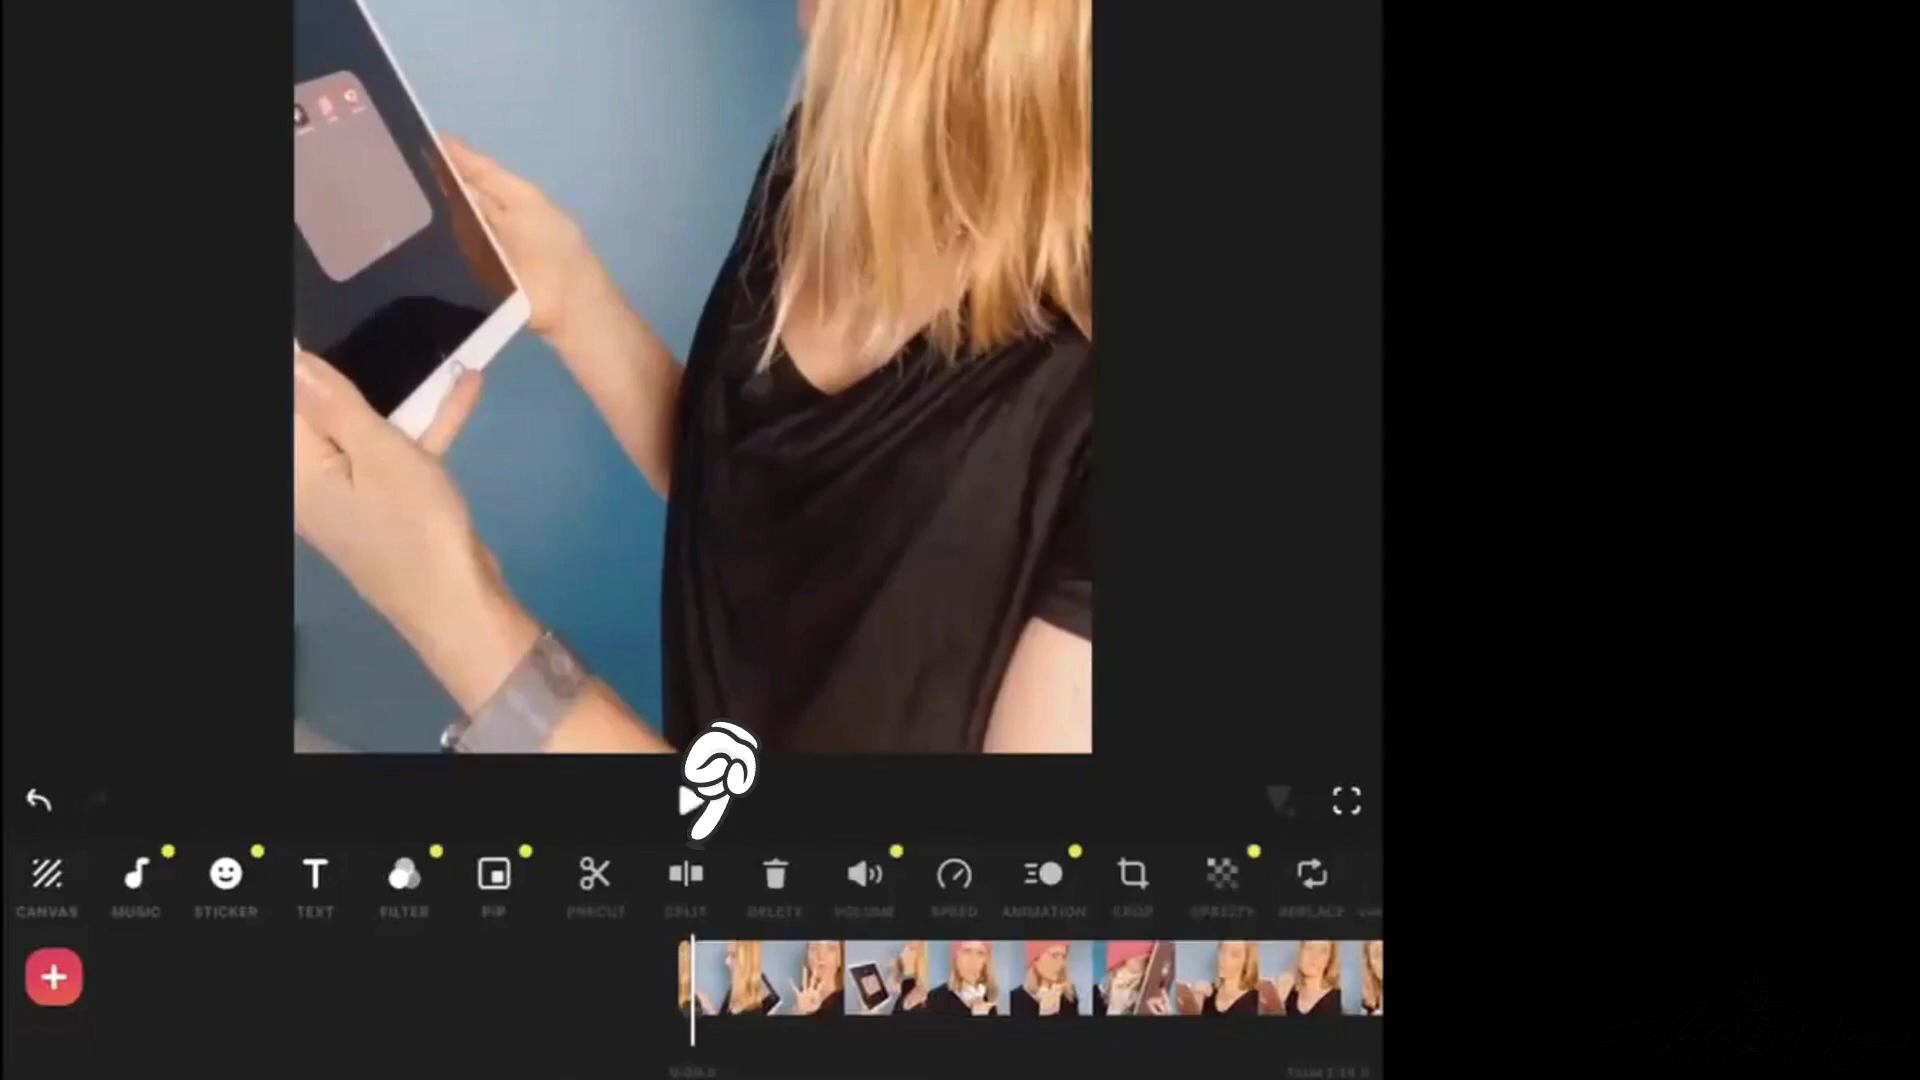 CANVAS
MUSIC
STICKER
TEXT
FILTER
PIP
PRECUT
SPLIT
DELETE
VOLUME
SPEED
ANIMATION
CROP
OPACITY
REPLACE